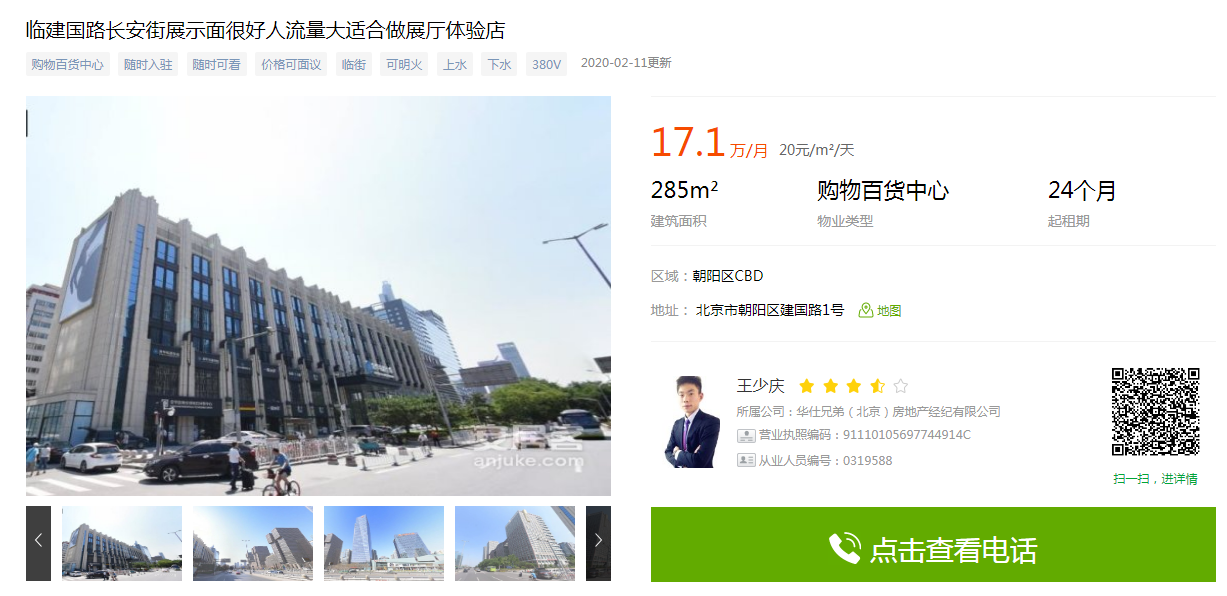 临建国路长安街展示面很好人流量大适合做展厅体验店
购物百货中心 随时入驻 随时可看 价格可面议 临街 可明火 上水 下水 380V 2020-02-11更新
17.1 万/月 20元/m²/天
285m² 购物百货中心 24个月
建筑面积 物业类型 起租期
区域：朝阳区CBD
地址： 北京市朝阳区建国路1号 地图
王少庆
所属公司：华仕兄弟（北京）房地产经纪有限公司
营业执照编码：91110105697744914C
从业人员编号：0319588
扫一扫，进详情
点击查看电话
安居客
anjuke.com